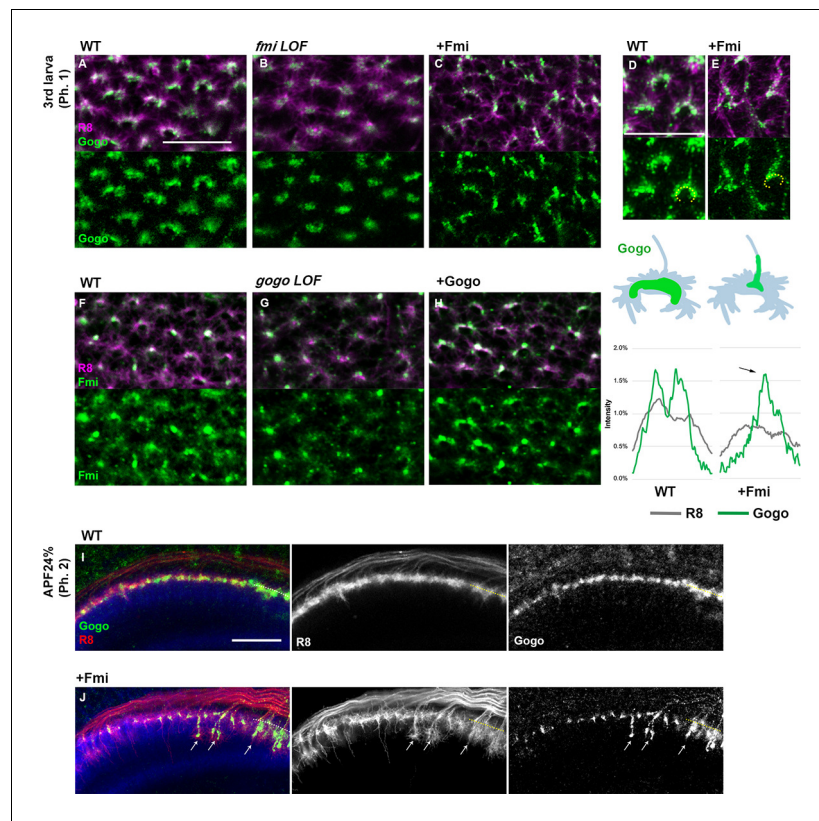 WT
fmi LOF
+Fmi
WT
+Fmi
3rd larva
(Ph. 1)
A
B
C
D
E
R8
Gogo
Gogo
WT
gogo LOF
+Gogo
F
G
H
R8
Fmi
Fmi
Gogo
2.0%
1.5%
1.0%
0.5%
0.0%
Intensity
WT
+Fmi
R8
Gogo
WT
APF24%
(Ph. 2)
I
Gogo
R8
R8
Gogo
+Fmi
J